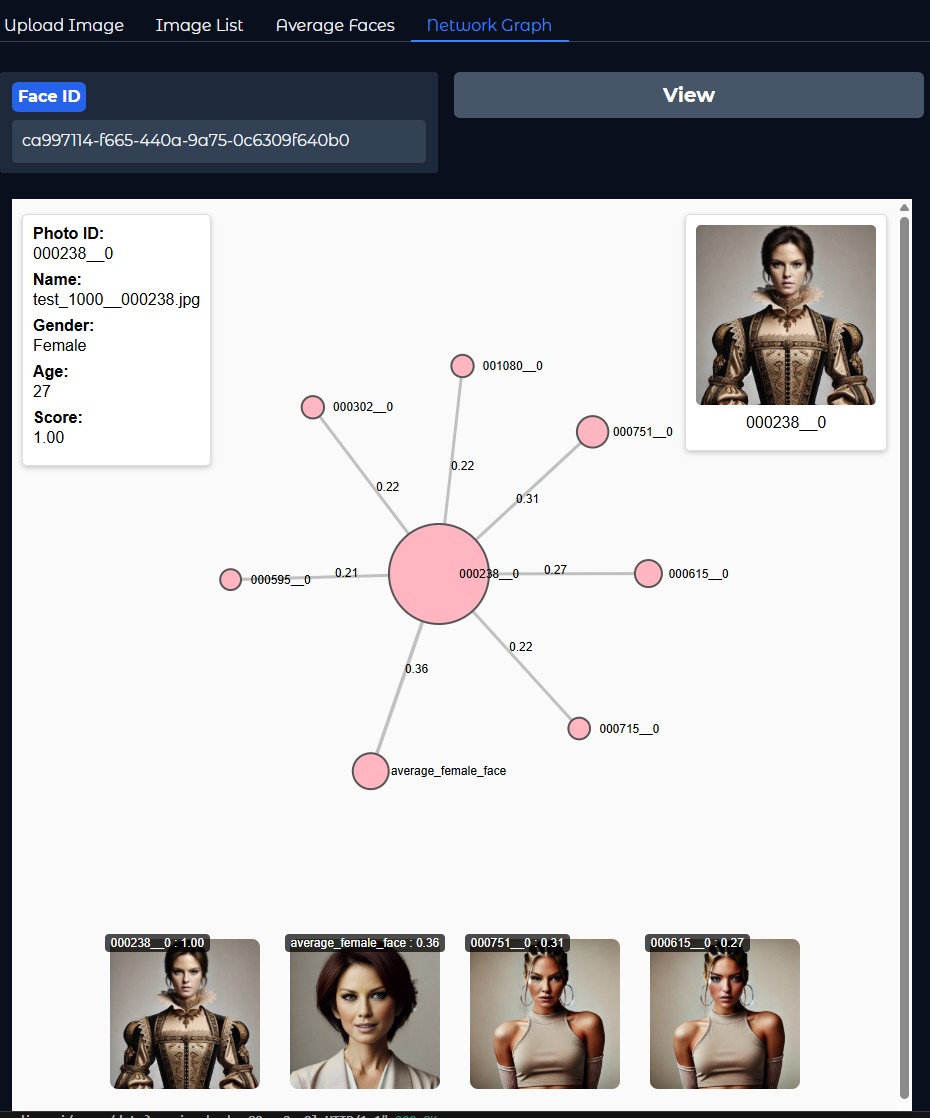 Upload Image
Image List
Average Faces
Network Graph
Face ID
View
ca997114-f665-440a-9a75-0c6309f640b0
Photo ID:
000238__0
Name:
test_1000__000238.jpg
Gender:
Female
Age:
27
Score:
1.00
000238__0
001080__0
000302__0
000751__0
0.22
0.22
0.31
000595__0
0.21
000238__0
0.27
000615__0
0.22
0.36
000715__0
average_female_face
000238__0 : 1.00
average_female_face : 0.36
000751__0 : 0.31
000615__0 : 0.27